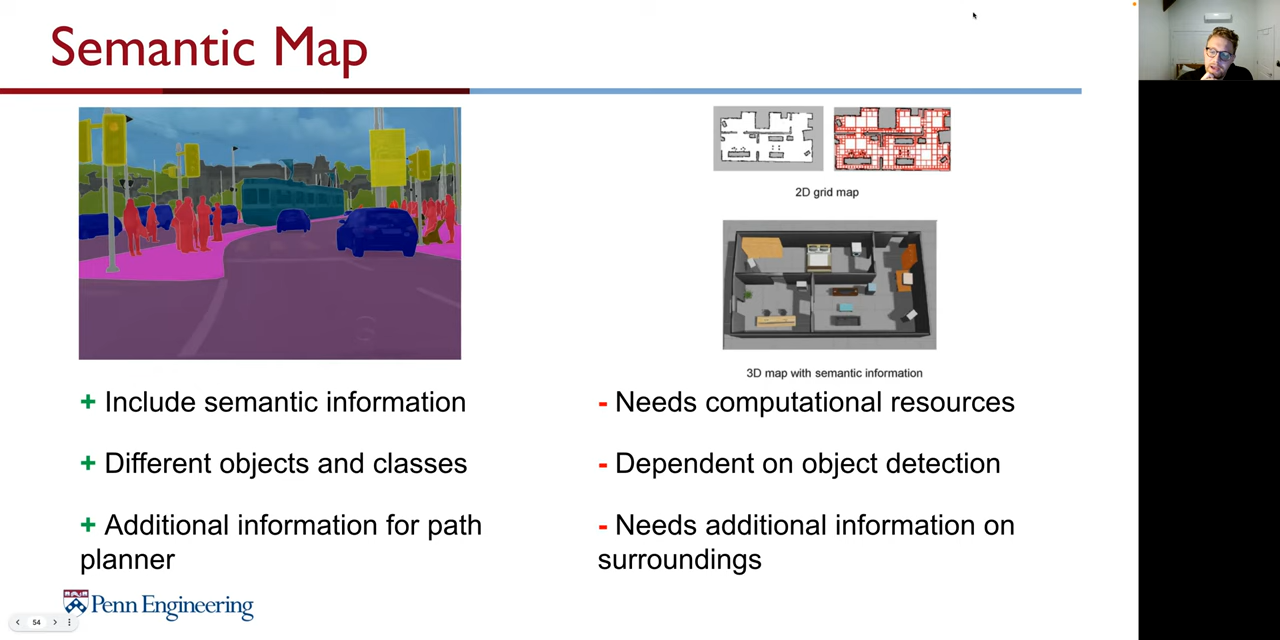 Semantic Map
2D grid map
3D map with semantic information
+ Include semantic information
+ Different objects and classes
+ Additional information for path
planner
- Needs computational resources
- Dependent on object detection
- Needs additional information on
surroundings
Penn Engineering
54